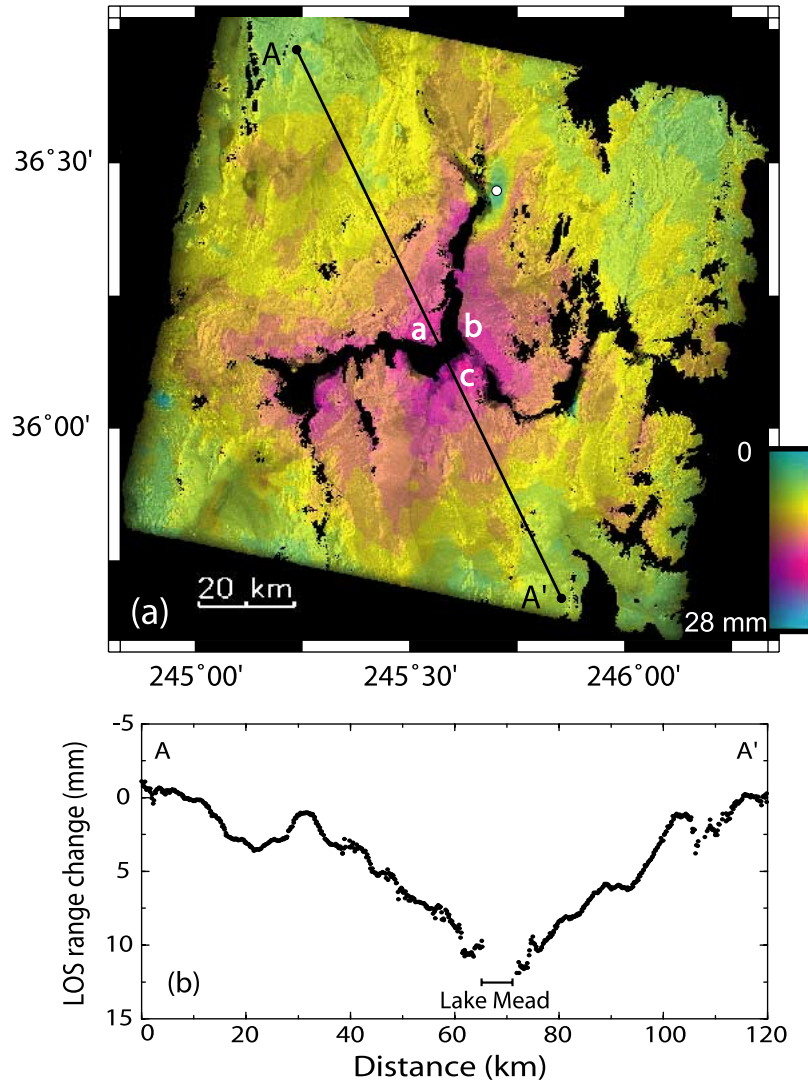 A
36°30'
a
b
c
36°00'
0
A'
20 km
(a)
28 mm
245°00'
245°30'
246°00'
-5
A
A'
0
5
10
15
LOS range change (mm)
(b)
Lake Mead
0
20
40
60
80
100
120
Distance (km)